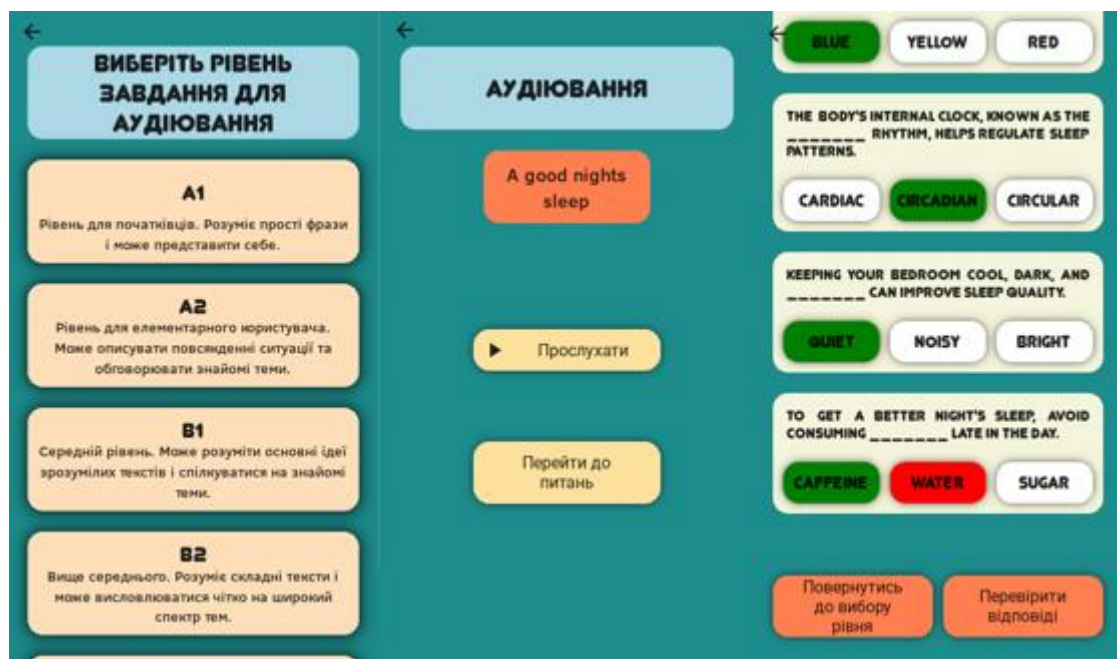 ВИБЕРІТЬ РІВЕНЬ
ЗАВДАННЯ ДЛЯ
АУДІЮВАННЯ
A1
Рівень для початківців. Розуміє прості фрази
і може представити себе.
A2
Рівень для елементарного користувача.
Може описувати повсякденні ситуації та
обговорювати знайомі теми.
B1
Середній рівень. Може розуміти основні ідеї
зрозумілих текстів і спілкуватися на знайомі
теми.
B2
Вище середнього. Розуміє складні тексти і
може висловлюватися чітко на широкий
спектр тем.
АУДІЮВАННЯ
A good nights
sleep
Прослухати
Перейти до
питань
BLUE YELLOW RED
THE BODY'S INTERNAL CLOCK, KNOWN AS THE
_______ RHYTHM, HELPS REGULATE SLEEP
PATTERNS.
CARDIAC CIRCADIAN CIRCULAR
KEEPING YOUR BEDROOM COOL, DARK, AND
_______ CAN IMPROVE SLEEP QUALITY.
QUIET NOISY BRIGHT
TO GET A BETTER NIGHT'S SLEEP, AVOID
CONSUMING _______ LATE IN THE DAY.
CAFFEINE WATER SUGAR
Повернутись
до вибору
рівня
Перевірити
відповіді